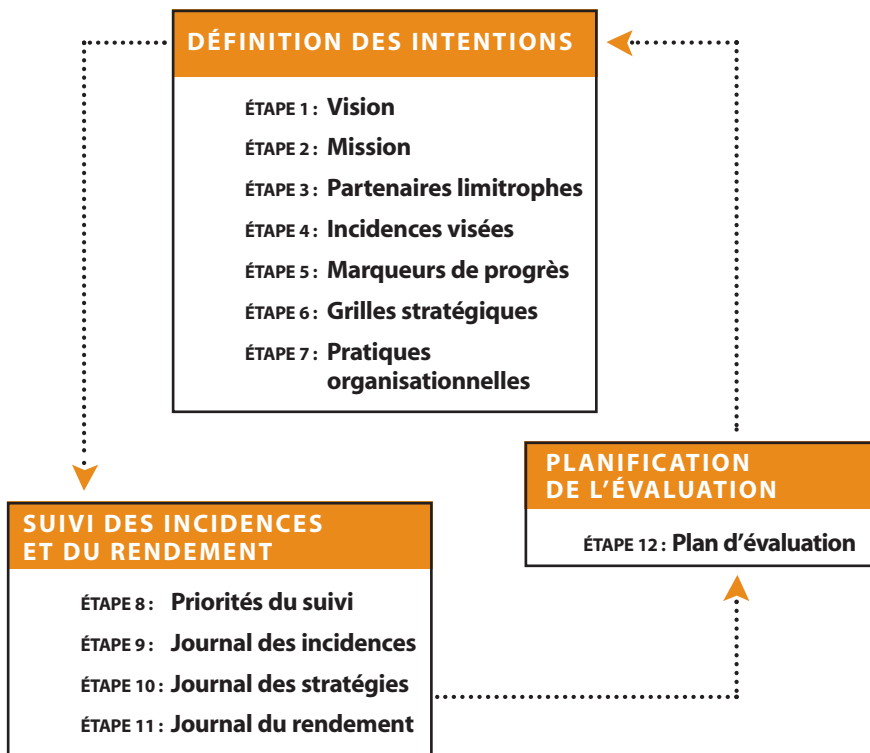 DÉFINITION DES INTENTIONS
ÉTAPE 1 : Vision
ÉTAPE 2 : Mission
ÉTAPE 3 : Partenaires limitrophes
ÉTAPE 4 : Incidences visées
ÉTAPE 5 : Marqueurs de progrès
ÉTAPE 6 : Grilles stratégiques
ÉTAPE 7 : Pratiques
organisationnelles
SUIVI DES INCIDENCES
ET DU RENDEMENT
ÉTAPE 8 : Priorités du suivi
ÉTAPE 9 : Journal des incidences
ÉTAPE 10 : Journal des stratégies
ÉTAPE 11 : Journal du rendement
PLANIFICATION
DE L’ÉVALUATION
ÉTAPE 12 : Plan d’évaluation